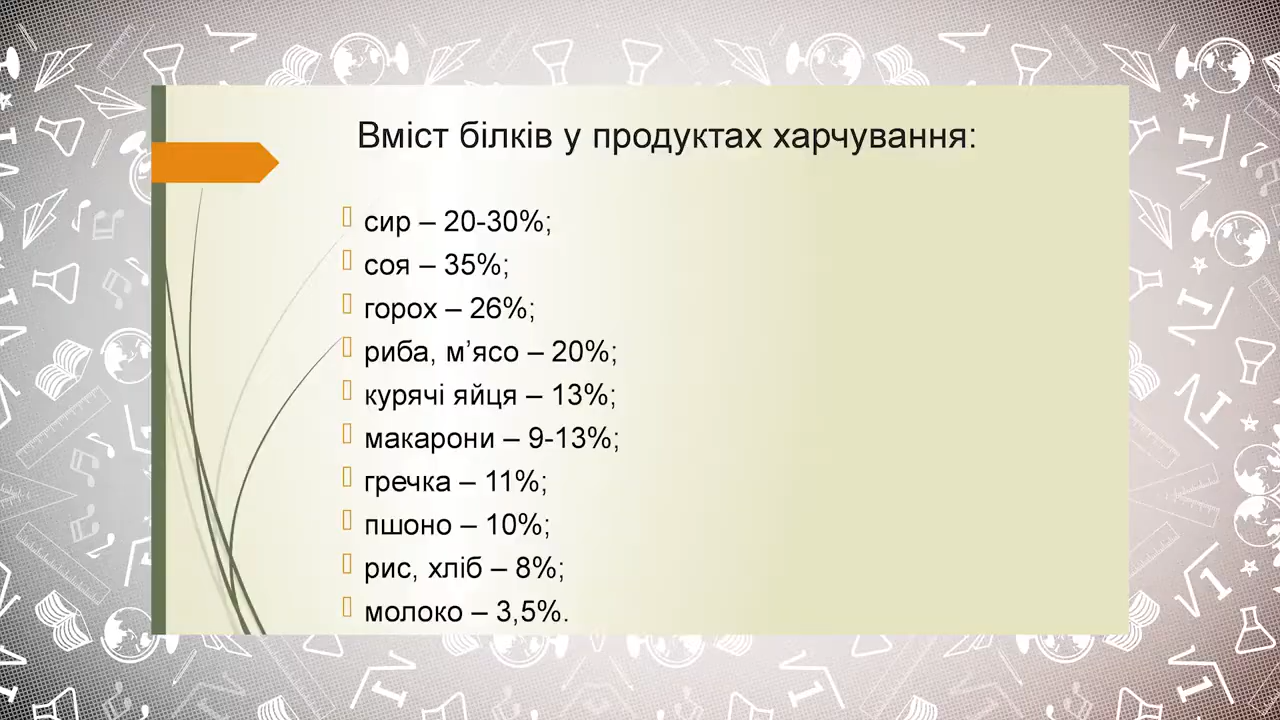 Вміст білків у продуктах харчування:
сир – 20-30%;
соя – 35%;
горох – 26%;
риба, м’ясо – 20%;
курячі яйця – 13%;
макарони – 9-13%;
гречка – 11%;
пшоно – 10%;
рис, хліб – 8%;
молоко – 3,5%.